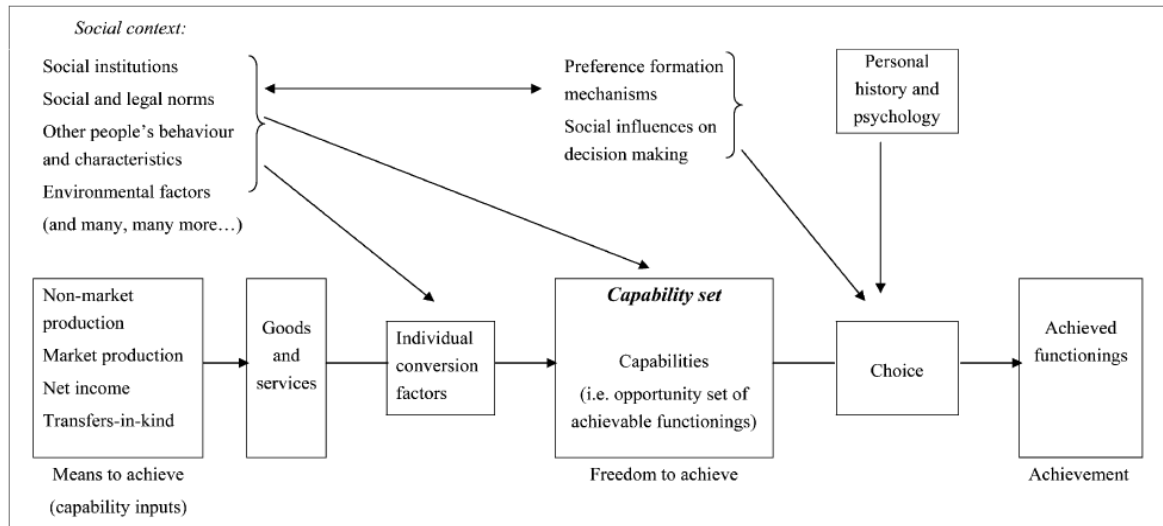 Social context:
Social institutions
Social and legal norms
Other people's behaviour
and characteristics
Environmental factors
(and many, many more…)
Preference formation
mechanisms
Social influences on
decision making
Personal
history and
psychology
Non-market
production
Market production
Net income
Transfers-in-kind
Means to achieve
(capability inputs)
Goods
and
services
Individual
conversion
factors
Capability set
Capabilities
(i.e. opportunity set of
achievable functionings)
Freedom to achieve
Choice
Achieved
functionings
Achievement